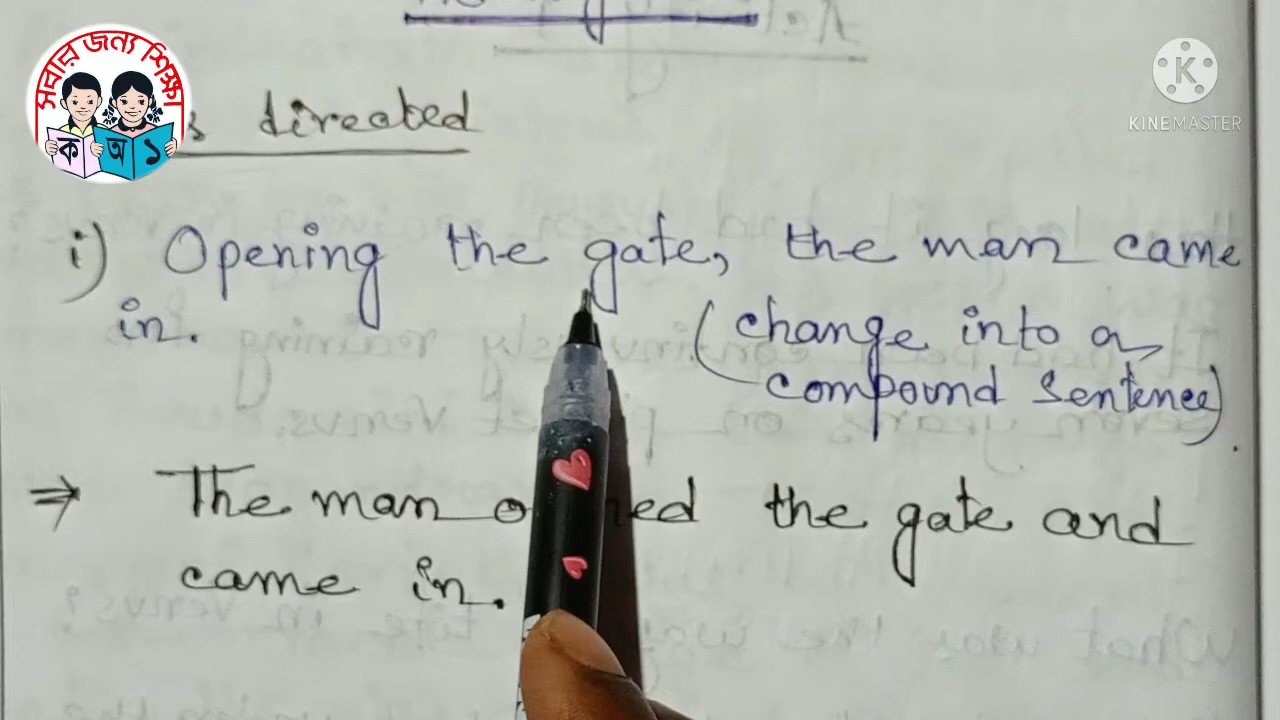 সবার জন্য শিক্ষা
ক অ ১
KINEMASTER
directed
i) Opening the gate, the man came
in. (change into a
compound sentence).
⇒ The man the gate and
came in.